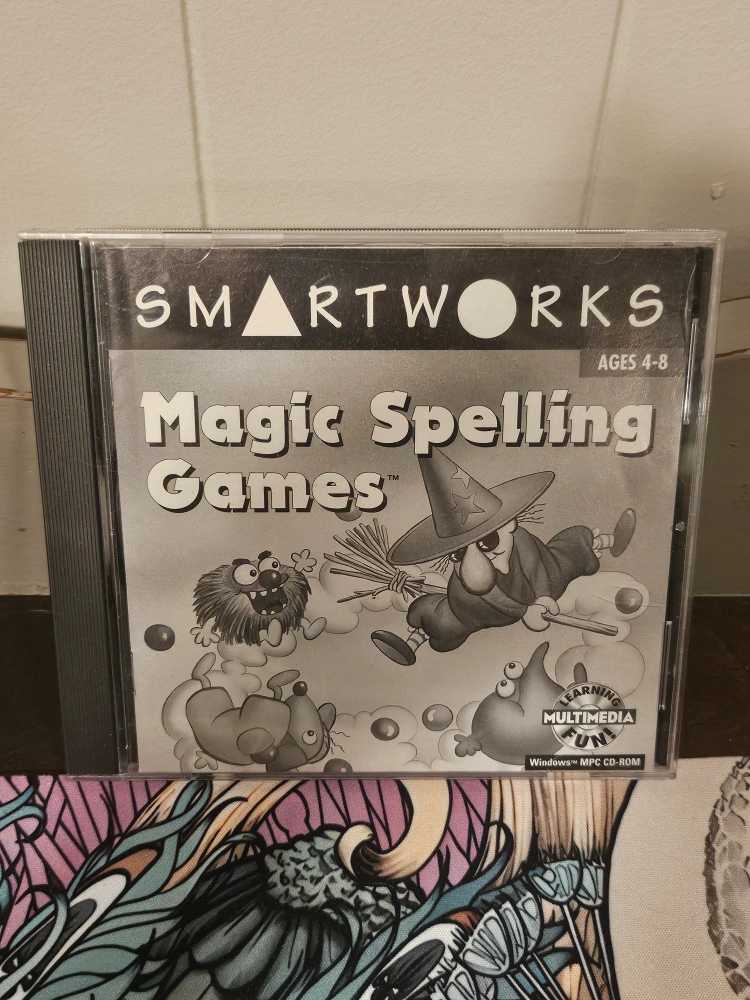 SMARTWORKS
AGES 4-8
Magic Spelling
Games™
LEARNING
MULTIMEDIA
FUN!
Windows™ MPC CD-ROM